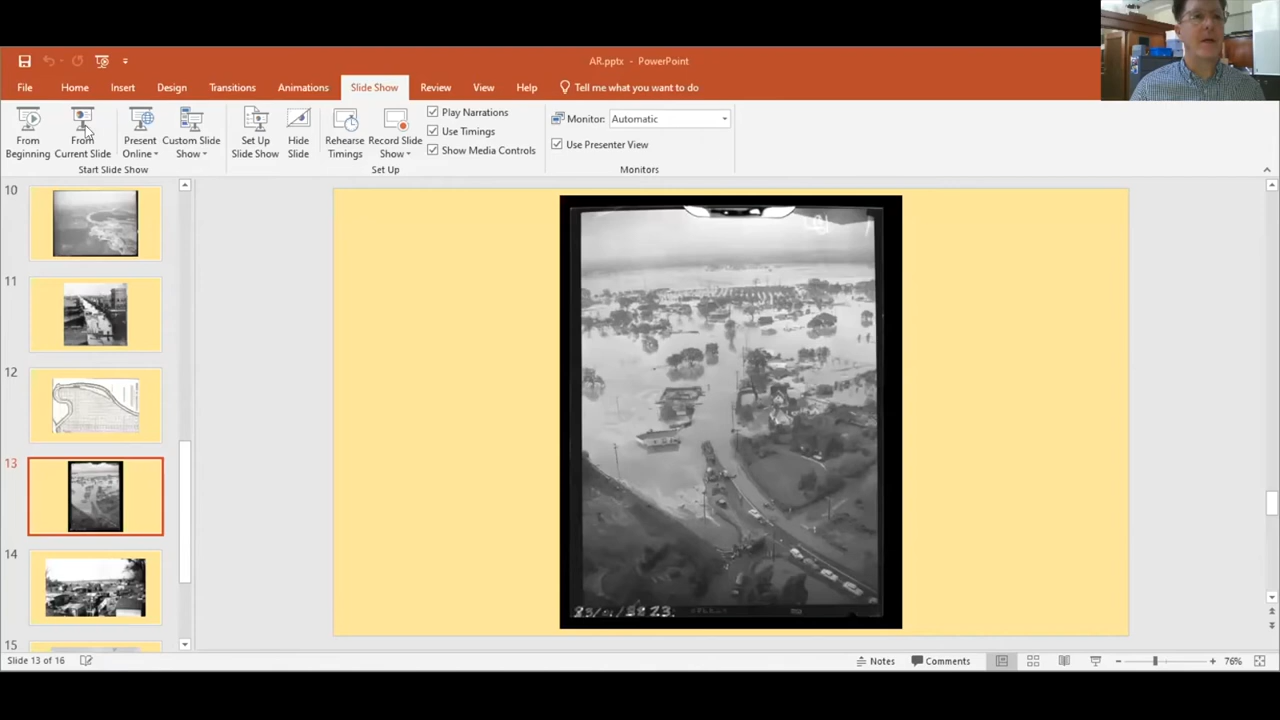 AR.pptx - PowerPoint
File Home Insert Design Transitions Animations Slide Show Review View Help Tell me what you want to do
From Beginning
From Current Slide
Present Online
Custom Slide Show
Start Slide Show
Set Up Slide Show
Hide Slide
Rehearse Timings
Record Slide Show
Play Narrations
Use Timings
Show Media Controls
Set Up
Monitor: Automatic
Use Presenter View
Monitors
10
11
12
13
14
15
Slide 13 of 16
Notes
Comments
76%